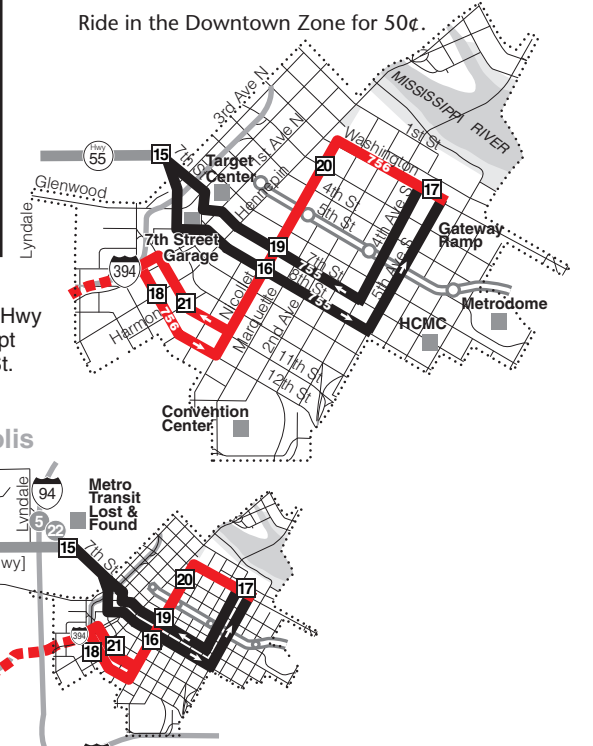 Ride in the Downtown Zone for 50¢.
MISSISSIPPI RIVER
3rd Ave N
1st St
1st Ave N
Washington
756
Hwy
55
15
7th St
Target
Center
20
Hennepin
Glenwood
4th St
5th St
4th Ave S
17
Lyndale
7th Street
Garage
19
Gateway
Ramp
394
16
7th St
755
8th St
755
5th Ave S
18
21
Nicollet
Marquette
2nd Ave
Metrodome
Hwy
pt
t.
756
Harmon
HCMC
11th St
12th St
Convention
Center
olis
Lyndale
94
Metro
Transit
Lost &
Found
5
22
15
7th St
wy]
20
17
19
394
18
21
16